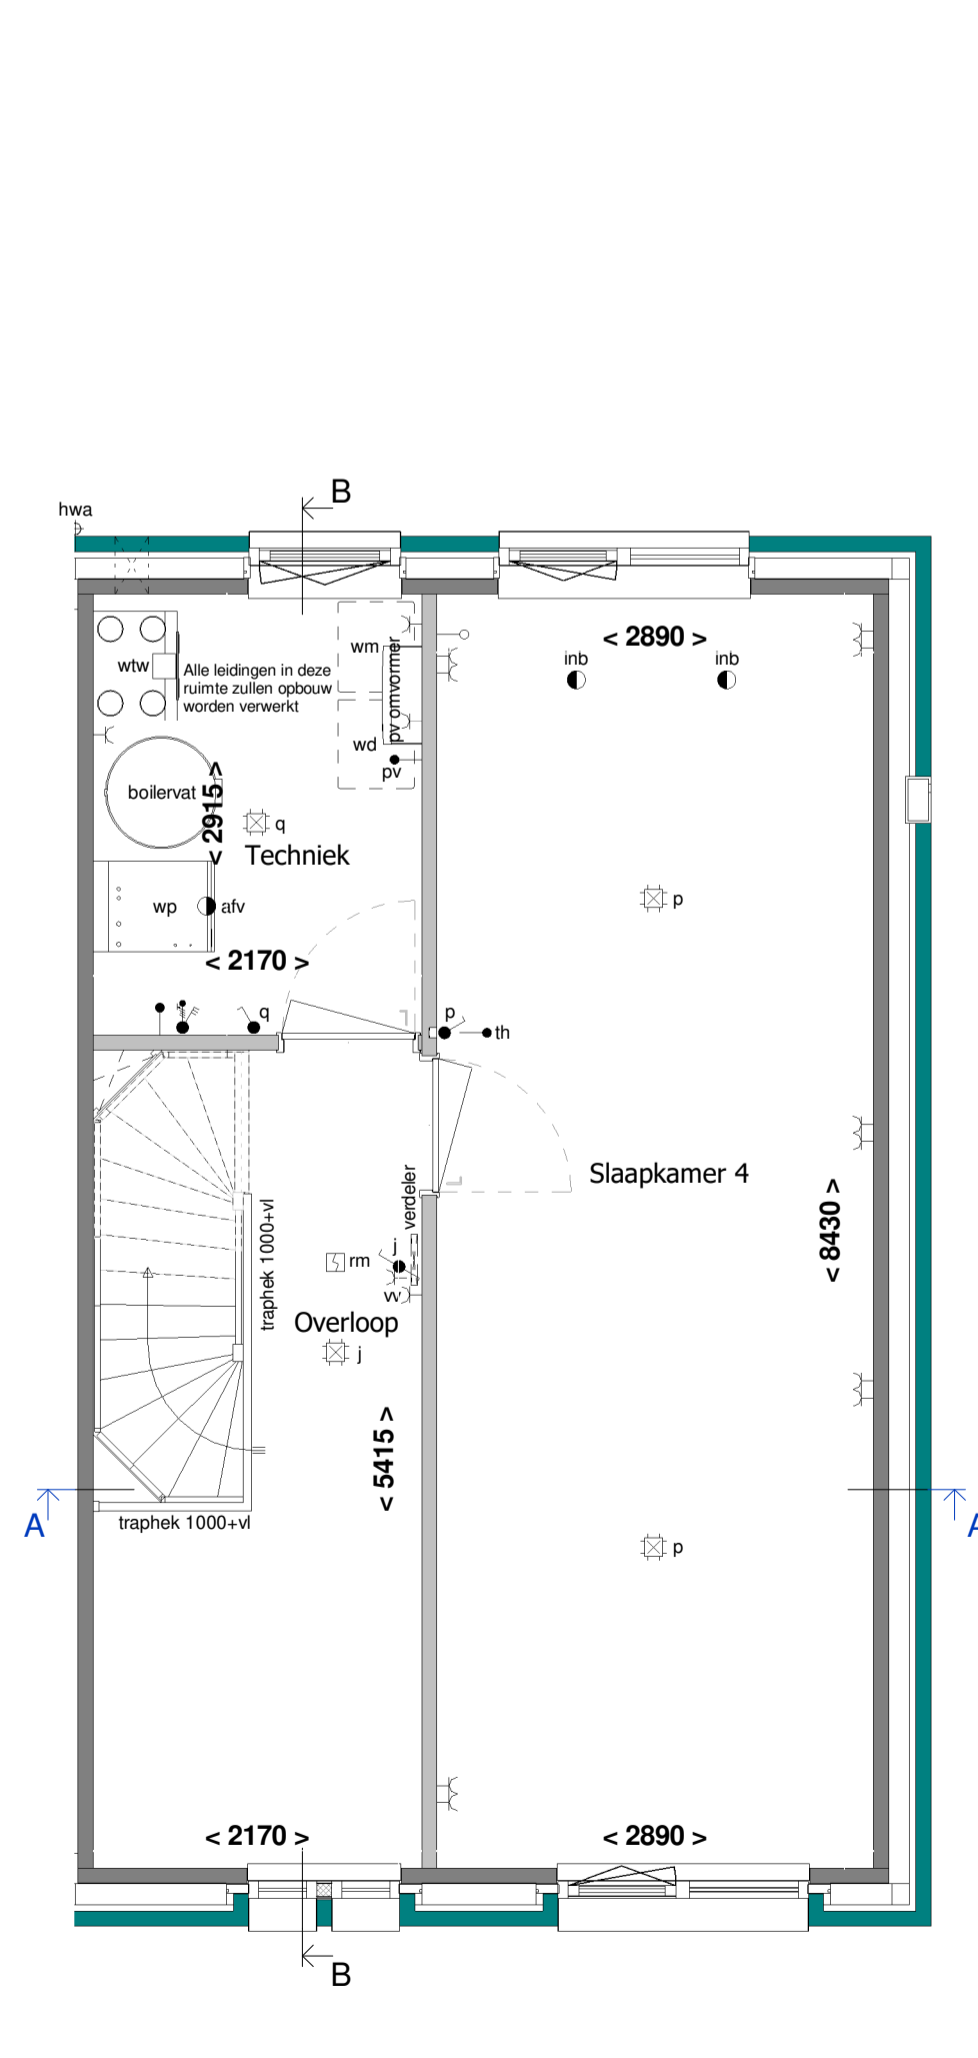 B
hwa
< 2890 >
wm
inb
inb
wtw
Alle leidingen in deze
ruimte zullen opbouw
worden verwerkt
pv omvormer
wd
pv
boilervat
< 2915 >
q
Techniek
wp
afv
p
< 2170 >
q
p
th
Slaapkamer 4
verdeler
traphek 1000+vl
j
rm
< 8430 >
vv
Overloop
j
< 5415 >
A
A
traphek 1000+vl
p
< 2170 >
< 2890 >
B